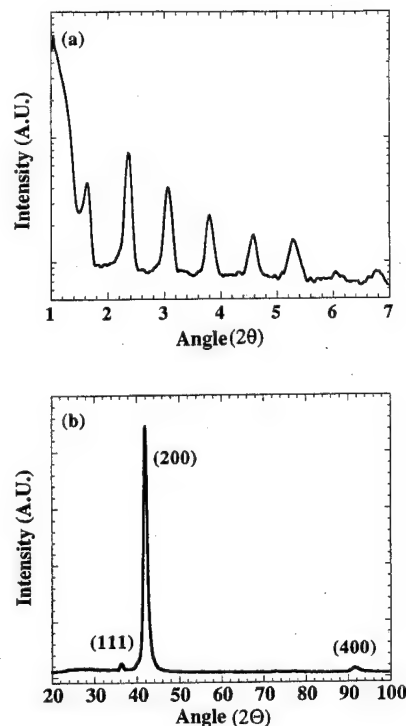 (a)
Intensity (A.U.)
1 2 3 4 5 6 7
Angle (2θ)
(b)
(200)
(111)
(400)
Intensity (A.U.)
20 30 40 50 60 70 80 90 100
Angle (2Θ)